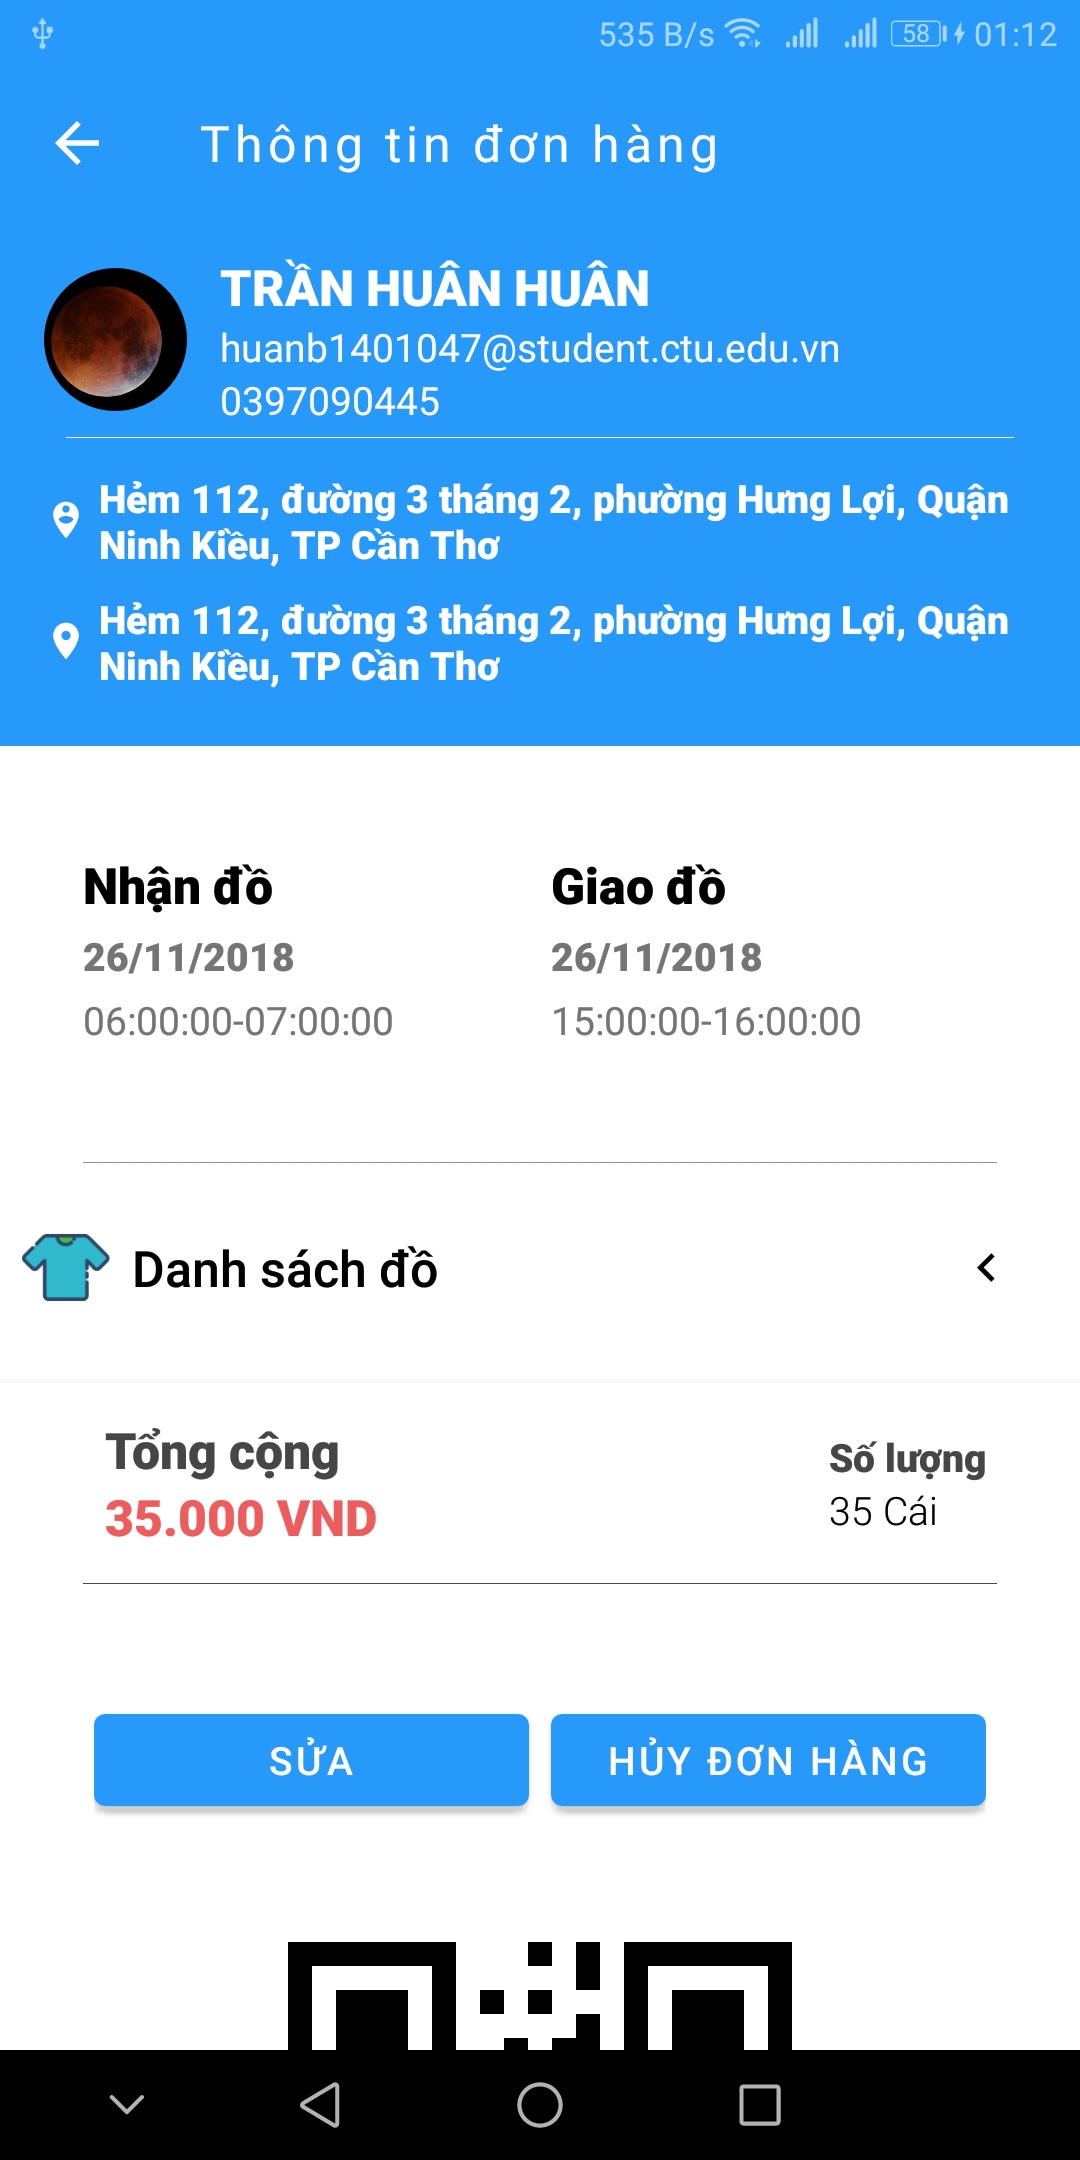 535 B/s 58 01:12
Thông tin đơn hàng
TRẦN HUÂN HUÂN
huanb1401047@student.ctu.edu.vn
0397090445
Hẻm 112, đường 3 tháng 2, phường Hưng Lợi, Quận
Ninh Kiều, TP Cần Thơ
Hẻm 112, đường 3 tháng 2, phường Hưng Lợi, Quận
Ninh Kiều, TP Cần Thơ
Nhận đồ
26/11/2018
06:00:00-07:00:00
Giao đồ
26/11/2018
15:00:00-16:00:00
Danh sách đồ
Tổng cộng
35.000 VND
Số lượng
35 Cái
SỬA
HỦY ĐƠN HÀNG